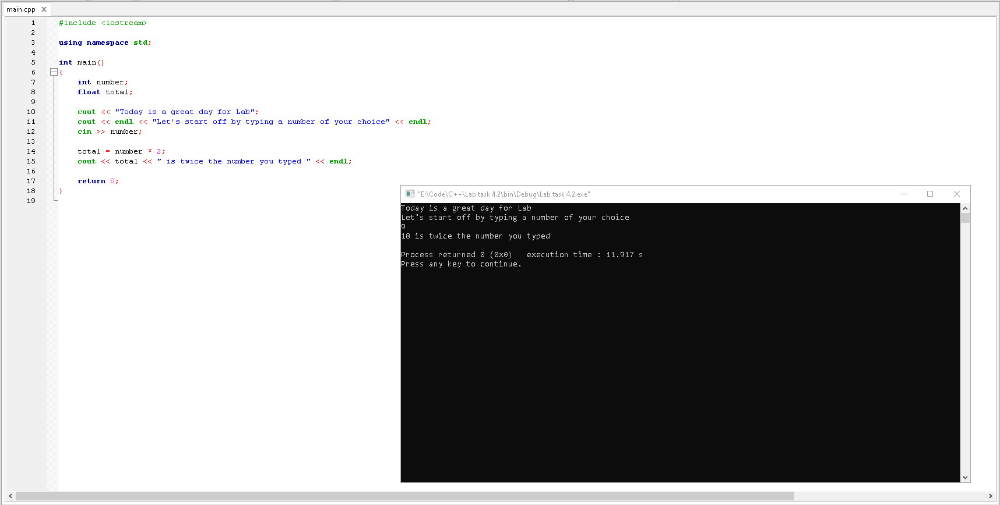 main.cpp
1 #include <iostream>
2
3 using namespace std;
4
5 int main()
6 {
7     int number;
8     float total;
9
10     cout << "Today is a great day for Lab";
11     cout << endl << "Let's start off by typing a number of your choice" << endl;
12     cin >> number;
13
14     total = number * 2;
15     cout << total << " is twice the number you typed " << endl;
16
17     return 0;
18 }
19
"E:\Code\C++\Lab task 4.2\bin\Debug\Lab task 4.2.exe"
Today is a great day for Lab
Let's start off by typing a number of your choice
9
18 is twice the number you typed
Process returned 0 (0x0)   execution time : 11.917 s
Press any key to continue.